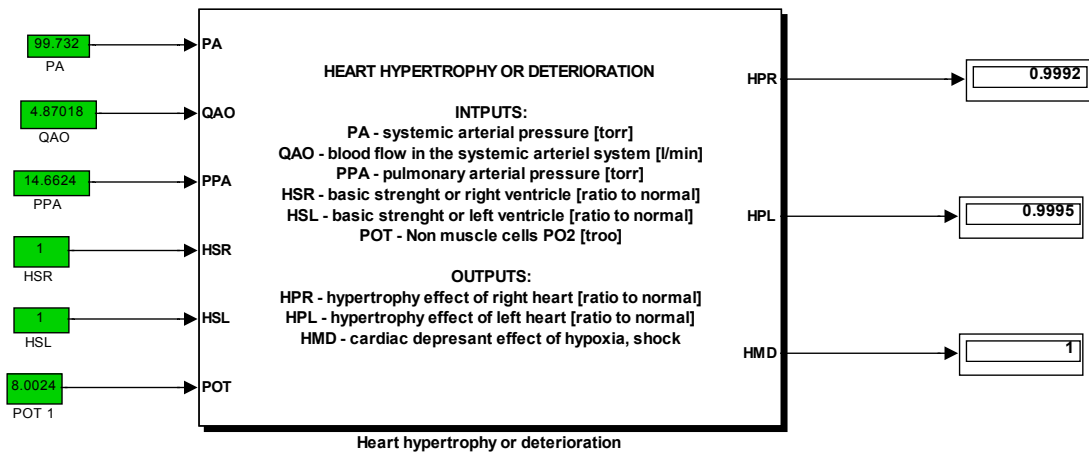 99.732
PA
4.87018
QAO
14.6624
PPA
1
HSR
1
HSL
8.0024
POT 1
PA
QAO
PPA
HSR
HSL
POT
HEART HYPERTROPHY OR DETERIORATION
INTPUTS:
PA - systemic arterial pressure [torr]
QAO - blood flow in the systemic arteriel system [l/min]
PPA - pulmonary arterial pressure [torr]
HSR - basic strenght or right ventricle [ratio to normal]
HSL - basic strenght or left ventricle [ratio to normal]
POT - Non muscle cells PO2 [troo]
OUTPUTS:
HPR - hypertrophy effect of right heart [ratio to normal]
HPL - hypertrophy effect of left heart [ratio to normal]
HMD - cardiac depresant effect of hypoxia, shock
HPR
HPL
HMD
0.9992
0.9995
1
Heart hypertrophy or deterioration